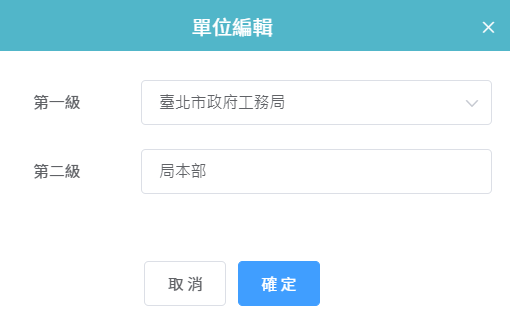 單位編輯
第一級
臺北市政府工務局
第二級
局本部
取消
確定